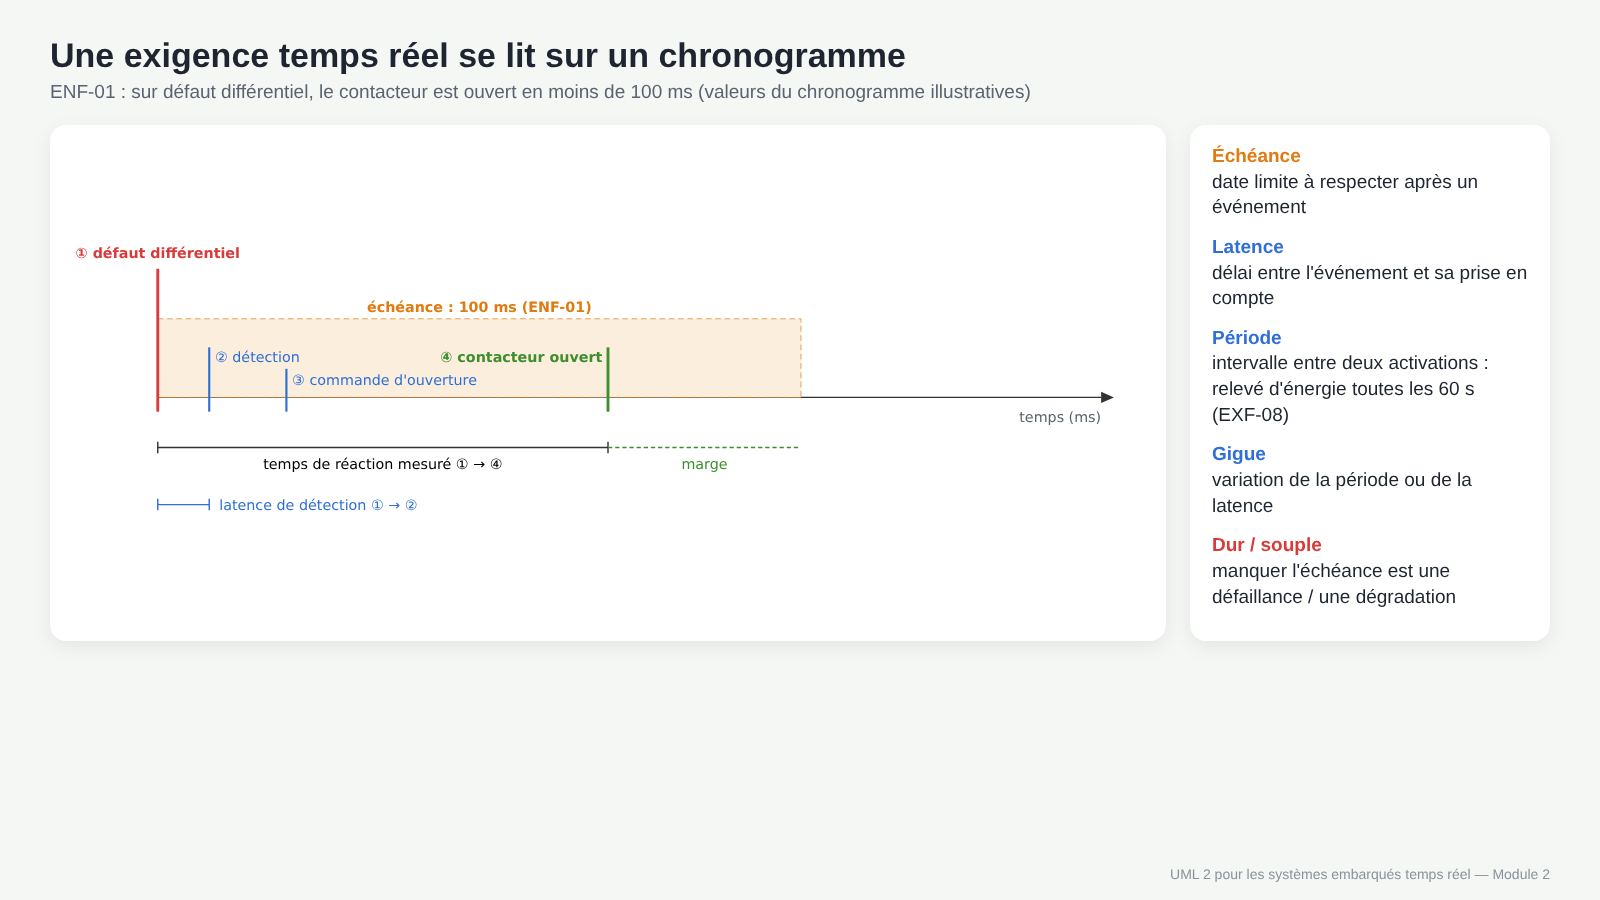 Une exigence temps réel se lit sur un chronogramme
ENF-01 : sur défaut différentiel, le contacteur est ouvert en moins de 100 ms (valeurs du chronogramme illustratives)
① défaut différentiel
échéance : 100 ms (ENF-01)
② détection
④ contacteur ouvert
③ commande d'ouverture
temps (ms)
temps de réaction mesuré ① → ④
marge
latence de détection ① → ②
Échéance
date limite à respecter après un
événement
Latence
délai entre l'événement et sa prise en
compte
Période
intervalle entre deux activations :
relevé d'énergie toutes les 60 s
(EXF-08)
Gigue
variation de la période ou de la
latence
Dur / souple
manquer l'échéance est une
défaillance / une dégradation
UML 2 pour les systèmes embarqués temps réel — Module 2